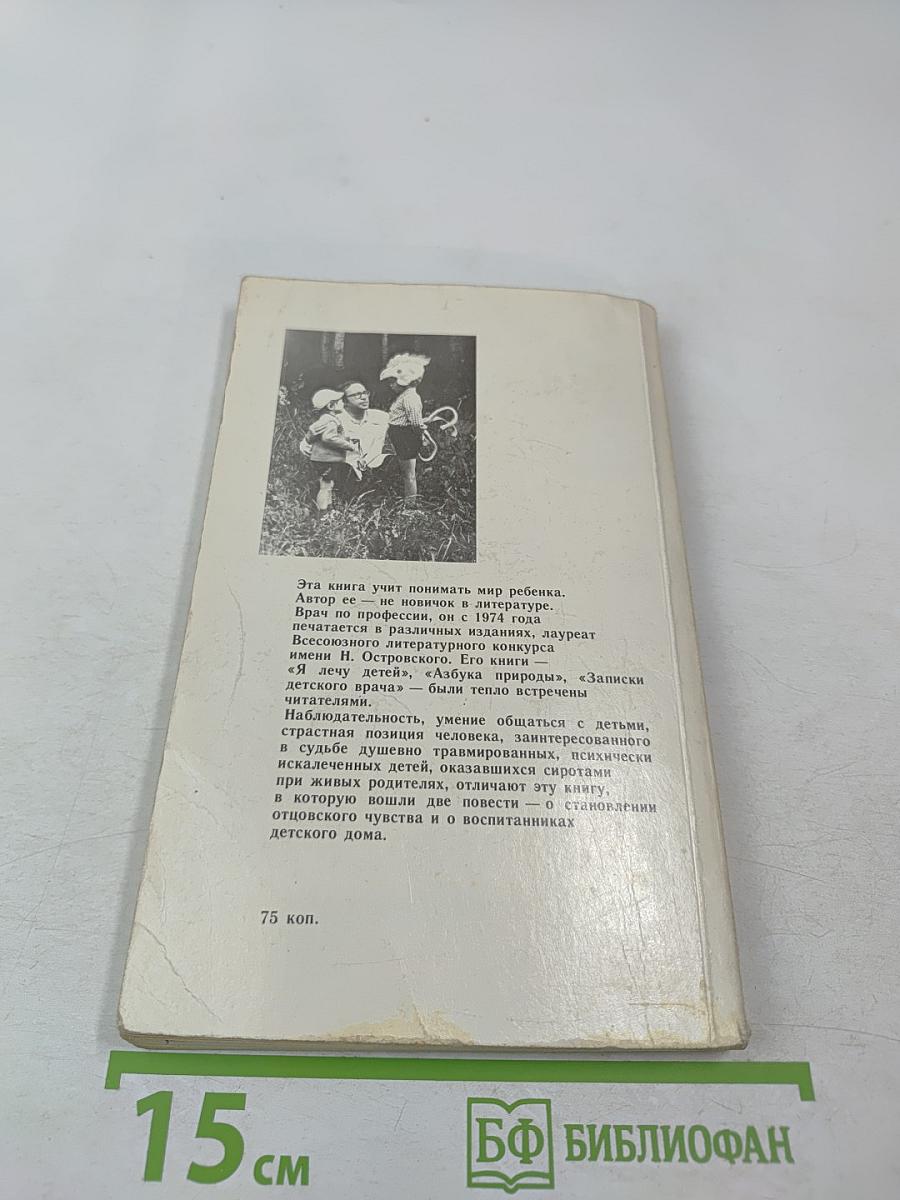 Эта книга учит понимать мир ребенка.
Автор ее — не новичок в литературе.
Врач по профессии, он с 1974 года
печатается в различных изданиях, лауреат
Всесоюзного литературного конкурса
имени Н. Островского. Его книги —
«Я лечу детей», «Азбука природы», «Записки
детского врача» — были тепло встречены
читателями.
Наблюдательность, умение общаться с детьми,
страстная позиция человека, заинтересованного
в судьбе душевно травмированных, психически
искалеченных детей, оказавшихся сиротами
при живых родителях, отличают эту книгу,
в которую вошли две повести — о становлении
отцовского чувства и о воспитанниках
детского дома.
75 коп.
15 см
БФ БИБЛИОФАН